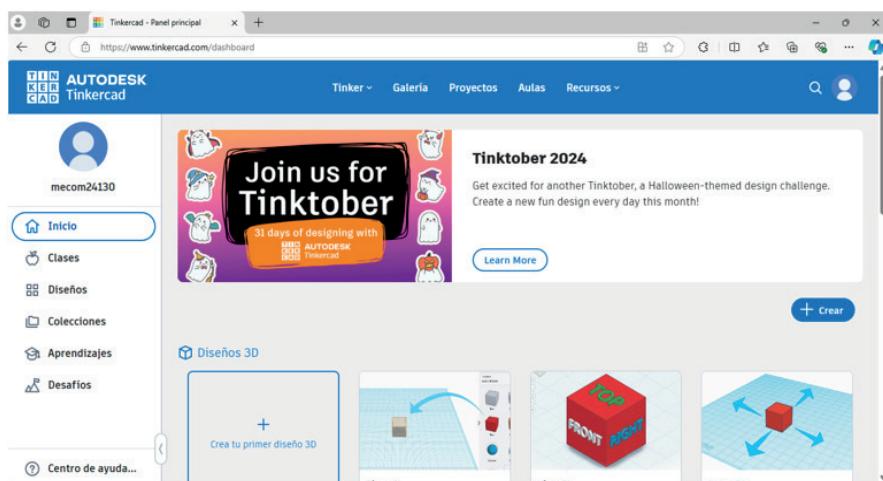 Tinkercad - Panel principal
https://www.tinkercad.com/dashboard
TIN
KER
CAD
AUTODESK
Tinkercad
Tinker
Galería
Proyectos
Aulas
Recursos
mecom24130
Inicio
Clases
Diseños
Colecciones
Aprendizajes
Desafíos
Centro de ayuda...
Join us for
Tinktober
31 days of designing with
TIN
KER
CAD
AUTODESK
Tinkercad
Tinktober 2024
Get excited for another Tinktober, a Halloween-themed design challenge.
Create a new fun design every day this month!
Learn More
+ Crear
Diseños 3D
+
Crea tu primer diseño 3D
TOP
FRONT
RIGHT